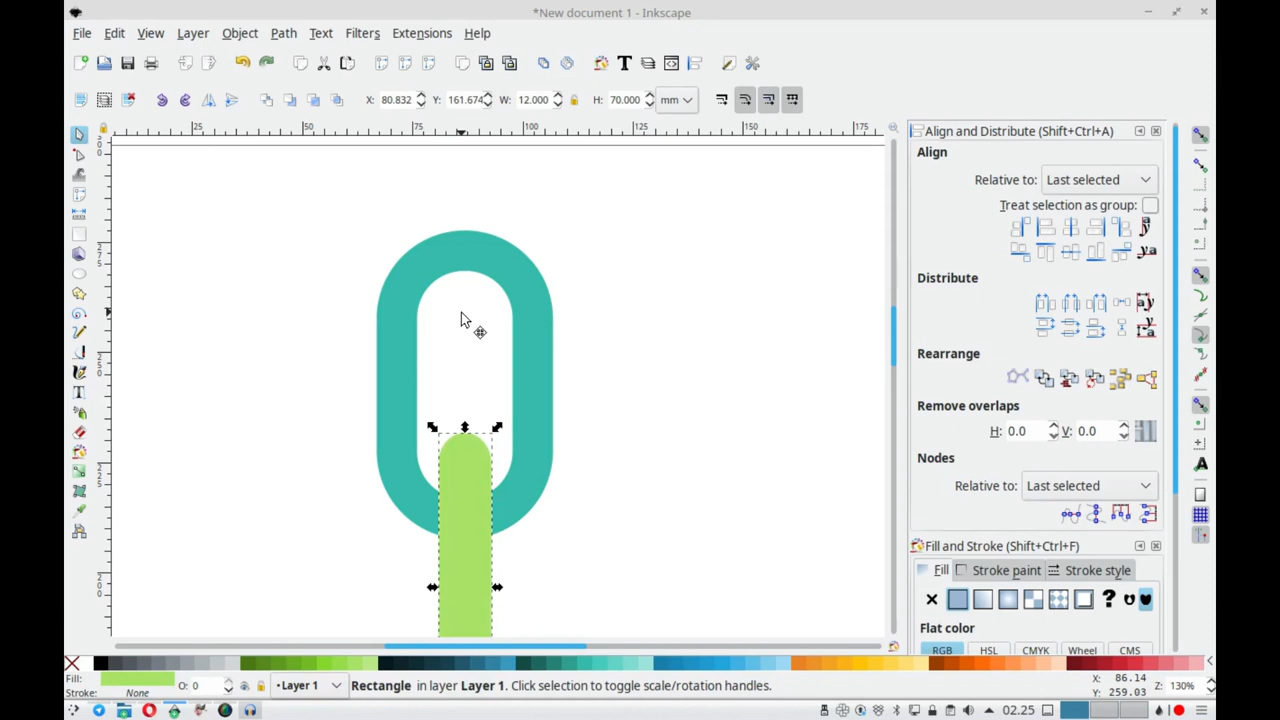 *New document 1 - Inkscape
File Edit View Layer Object Path Text Filters Extensions Help
X: 80.832 Y: 161.674 W: 12.000 H: 70.000 mm
25 50 75 100 125 150 175
Align and Distribute (Shift+Ctrl+A)
Align
Relative to: Last selected
Treat selection as group:
Distribute
Rearrange
Remove overlaps
H: 0.0 V: 0.0
Nodes
Relative to: Last selected
Fill and Stroke (Shift+Ctrl+F)
Fill Stroke paint Stroke style
Flat color
RGB HSL CMYK Wheel CMS
Fill:
Stroke: None
O: 0
•Layer 1
Rectangle in layer Layer 1. Click selection to toggle scale/rotation handles.
X: 86.14
Y: 259.03
Z: 130%
02.25